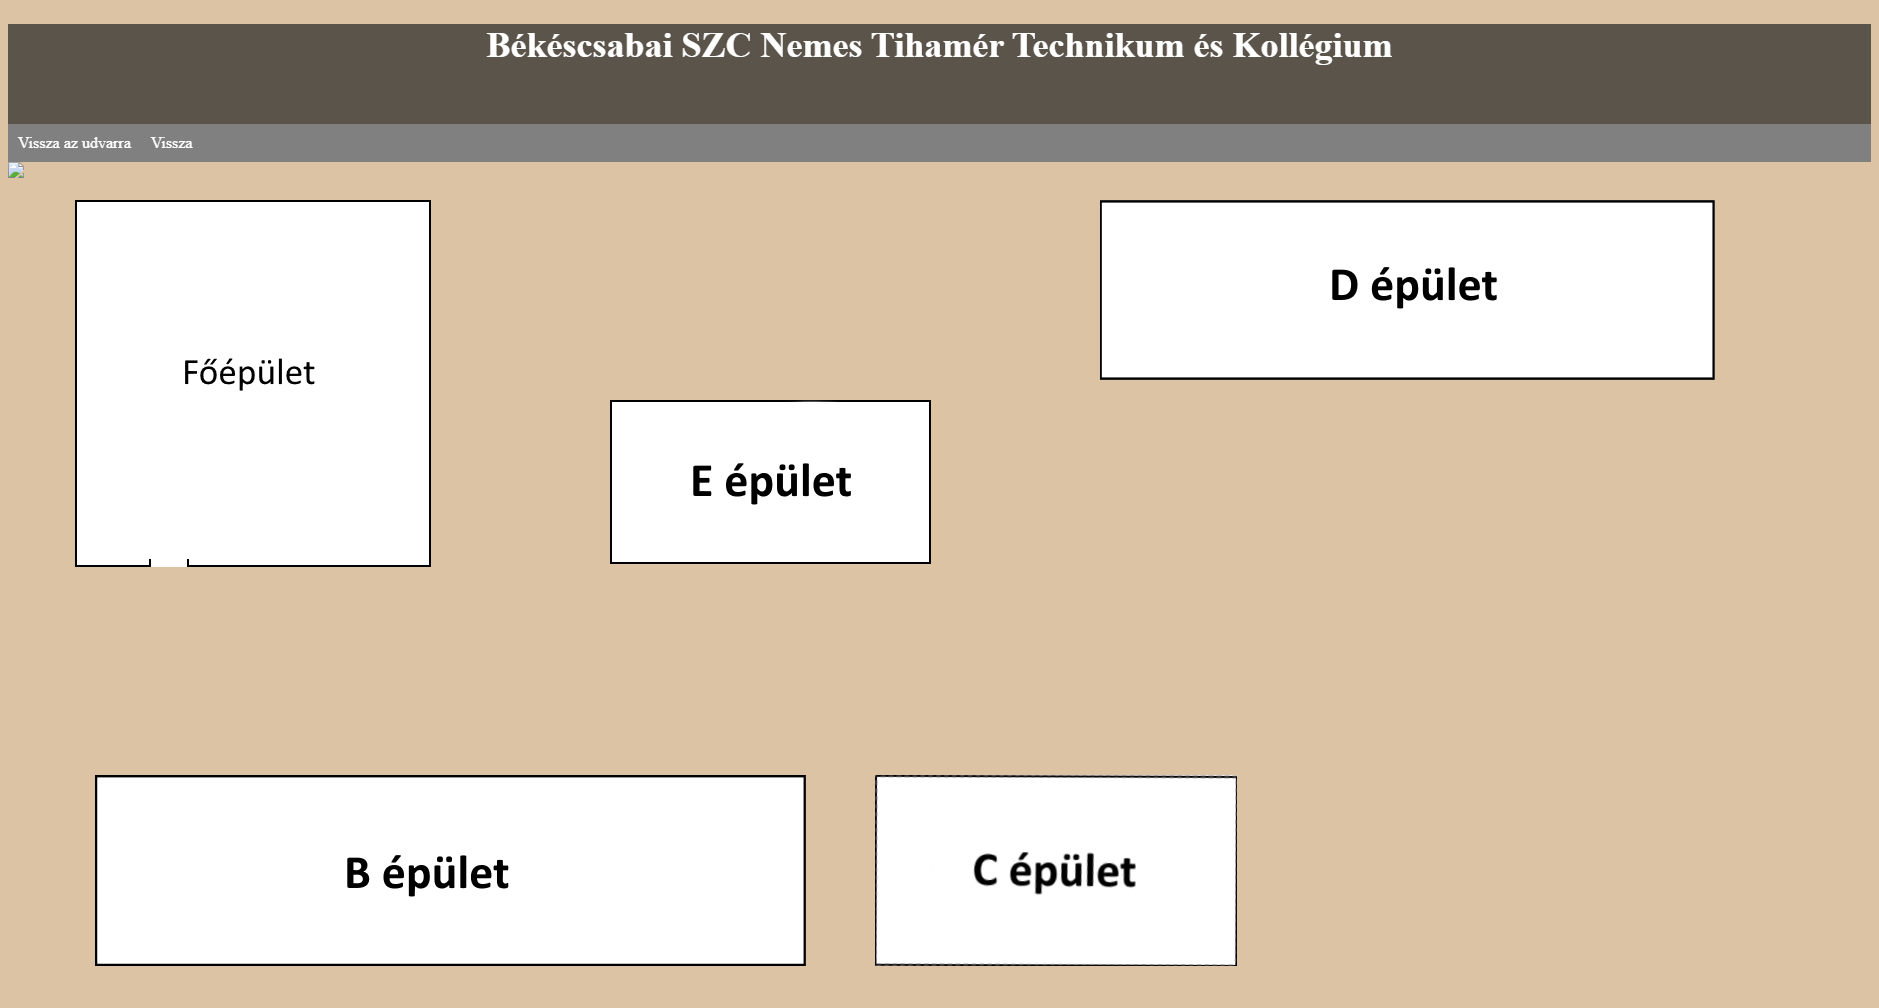 Békéscsabai SZC Nemes Tihamér Technikum és Kollégium
Vissza az udvarra Vissza
Főépület
D épület
E épület
B épület
C épület